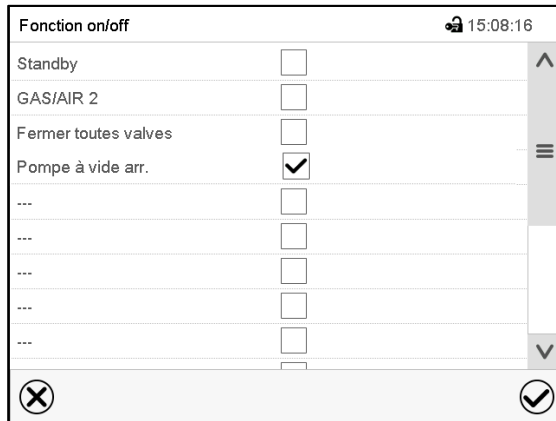 Fonction on/off 15:08:16
Standby
GAS/AIR 2
Fermer toutes valves
Pompe à vide arr.
---
---
---
---
---